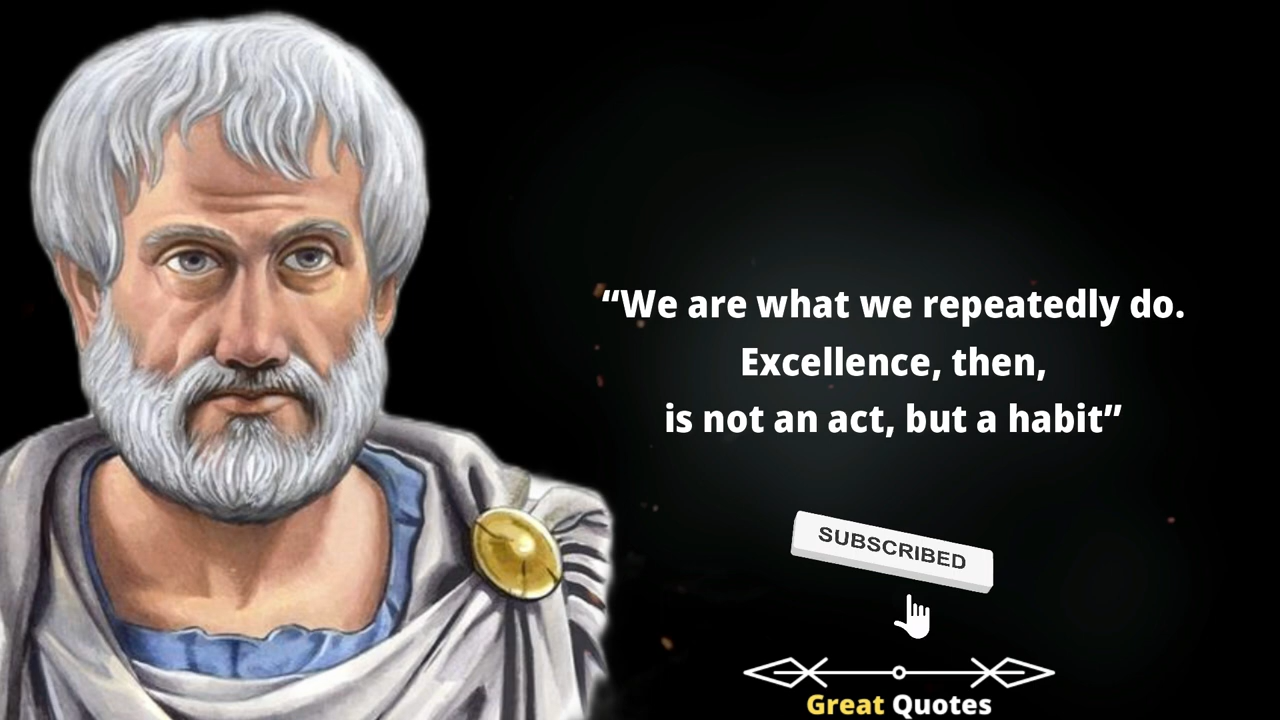 “We are what we repeatedly do.
Excellence, then,
is not an act, but a habit”
SUBSCRIBED
Great Quotes